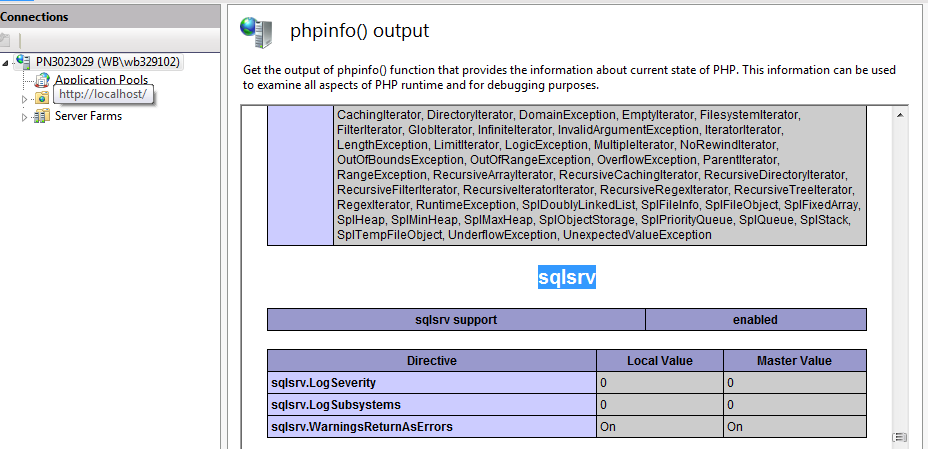 Connections
PN3023029 (WB\wb329102)
Application Pools
http://localhost/
Server Farms
phpinfo() output
Get the output of phpinfo() function that provides the information about current state of PHP. This information can be used
to examine all aspects of PHP runtime and for debugging purposes.
CachingIterator, DirectoryIterator, DomainException, EmptyIterator, FilesystemIterator,
FilterIterator, GlobIterator, InfiniteIterator, InvalidArgumentException, IteratorIterator,
LengthException, LimitIterator, LogicException, MultipleIterator, NoRewindIterator,
OutOfBoundsException, OutOfRangeException, OverflowException, ParentIterator,
RangeException, RecursiveArrayIterator, RecursiveCachingIterator, RecursiveDirectoryIterator,
RecursiveFilterIterator, RecursiveIteratorIterator, RecursiveRegexIterator, RecursiveTreeIterator,
RegexIterator, RuntimeException, SplDoublyLinkedList, SplFileInfo, SplFileObject, SplFixedArray,
SplHeap, SplMinHeap, SplMaxHeap, SplObjectStorage, SplPriorityQueue, SplQueue, SplStack,
SplTempFileObject, UnderflowException, UnexpectedValueException
sqlsrv
sqlsrv support enabled
Directive Local Value Master Value
sqlsrv.LogSeverity 0 0
sqlsrv.LogSubsystems 0 0
sqlsrv.WarningsReturnAsErrors On On